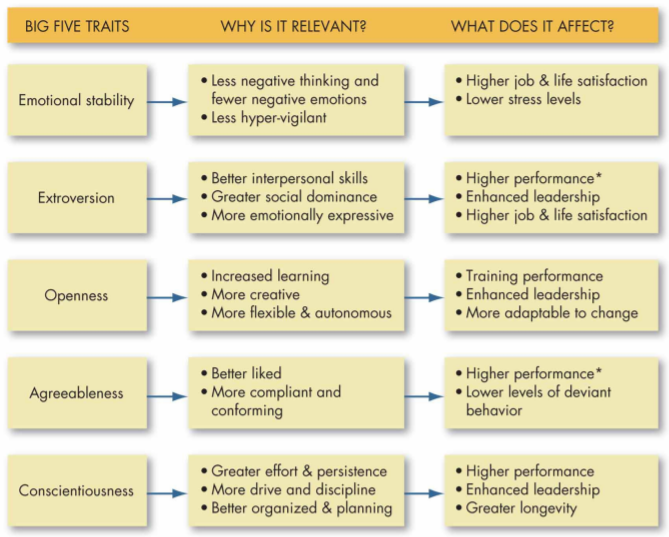 BIG FIVE TRAITS
WHY IS IT RELEVANT?
WHAT DOES IT AFFECT?
Emotional stability
• Less negative thinking and
fewer negative emotions
• Less hyper-vigilant
• Higher job & life satisfaction
• Lower stress levels
Extroversion
• Better interpersonal skills
• Greater social dominance
• More emotionally expressive
• Higher performance*
• Enhanced leadership
• Higher job & life satisfaction
Openness
• Increased learning
• More creative
• More flexible & autonomous
• Training performance
• Enhanced leadership
• More adaptable to change
Agreeableness
• Better liked
• More compliant and
conforming
• Higher performance*
• Lower levels of deviant
behavior
Conscientiousness
• Greater effort & persistence
• More drive and discipline
• Better organized & planning
• Higher performance
• Enhanced leadership
• Greater longevity